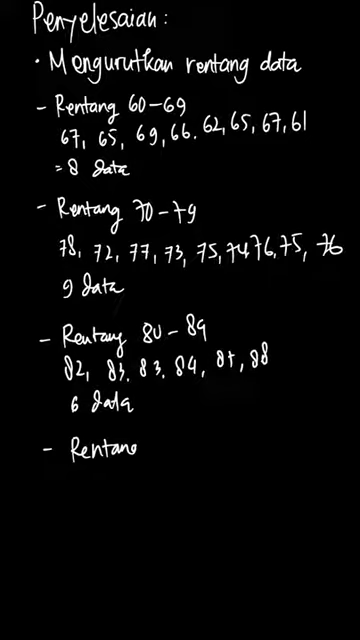 Penyelesaian :
• Mengurutkan rentang data
- Rentang 60 - 69
67, 65, 69, 66. 62, 65, 67, 61
= 8 data
- Rentang 70 - 79
78, 72, 77, 73, 75, 74 76, 75, 76
9 data
- Rentang 80 - 89
82, 83. 83. 84, 88
6 data
- Rentang